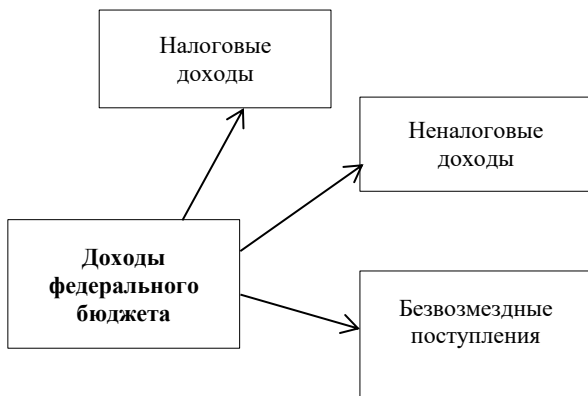 Налоговые
доходы
Неналоговые
доходы
Доходы
федерального
бюджета
Безвозмездные
поступления